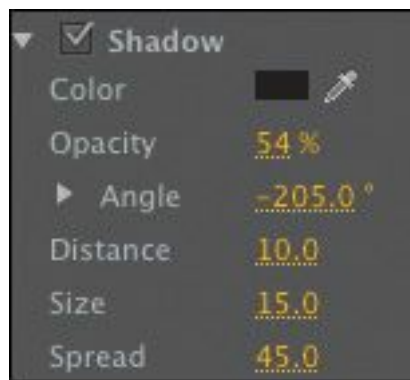 Shadow
Color
Opacity 54 %
Angle -205.0 °
Distance 10.0
Size 15.0
Spread 45.0